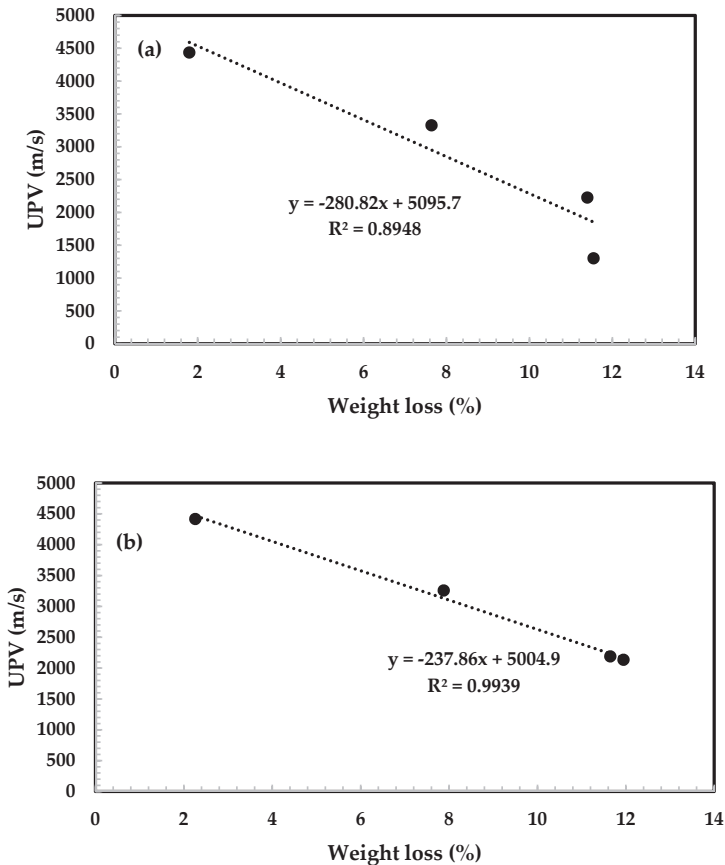 5000
4500
4000
3500
3000
2500
2000
1500
1000
500
0
UPV (m/s)
(a)
y = -280.82x + 5095.7
R² = 0.8948
0 2 4 6 8 10 12 14
Weight loss (%)
5000
4500
4000
3500
3000
2500
2000
1500
1000
500
0
UPV (m/s)
(b)
y = -237.86x + 5004.9
R² = 0.9939
0 2 4 6 8 10 12 14
Weight loss (%)